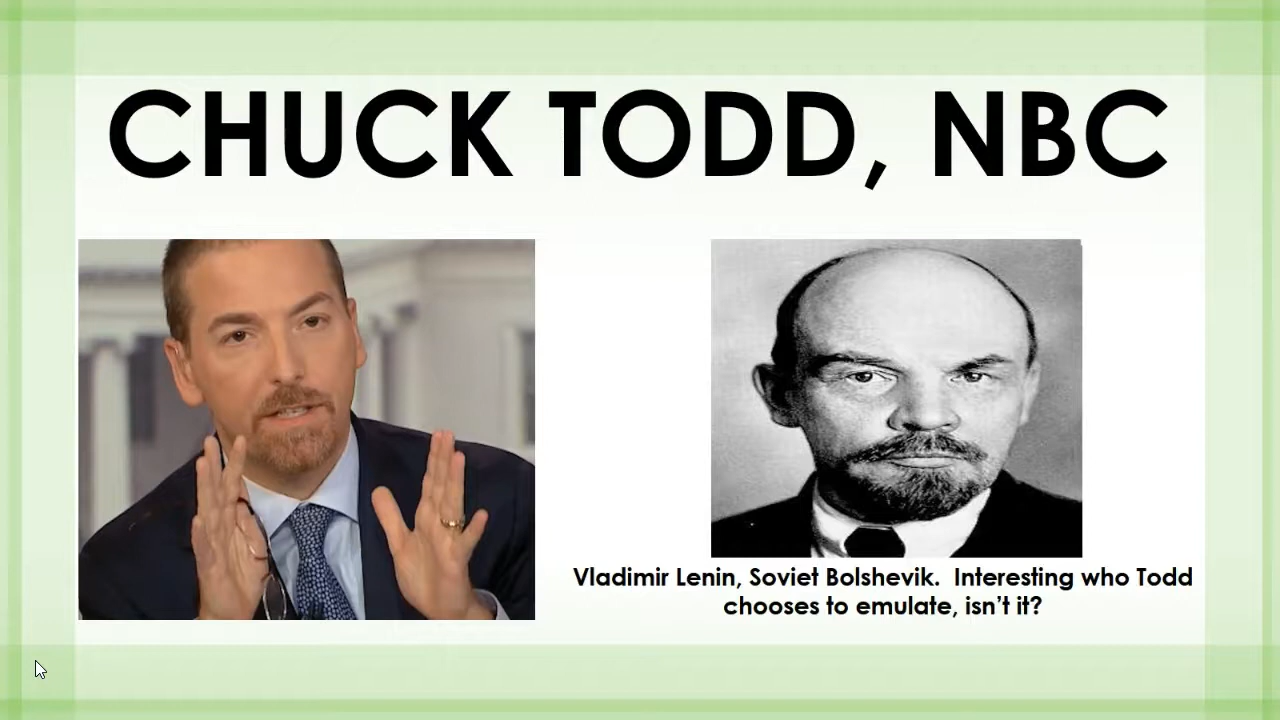 CHUCK TODD, NBC
Vladimir Lenin, Soviet Bolshevik.  Interesting who Todd
chooses to emulate, isn’t it?